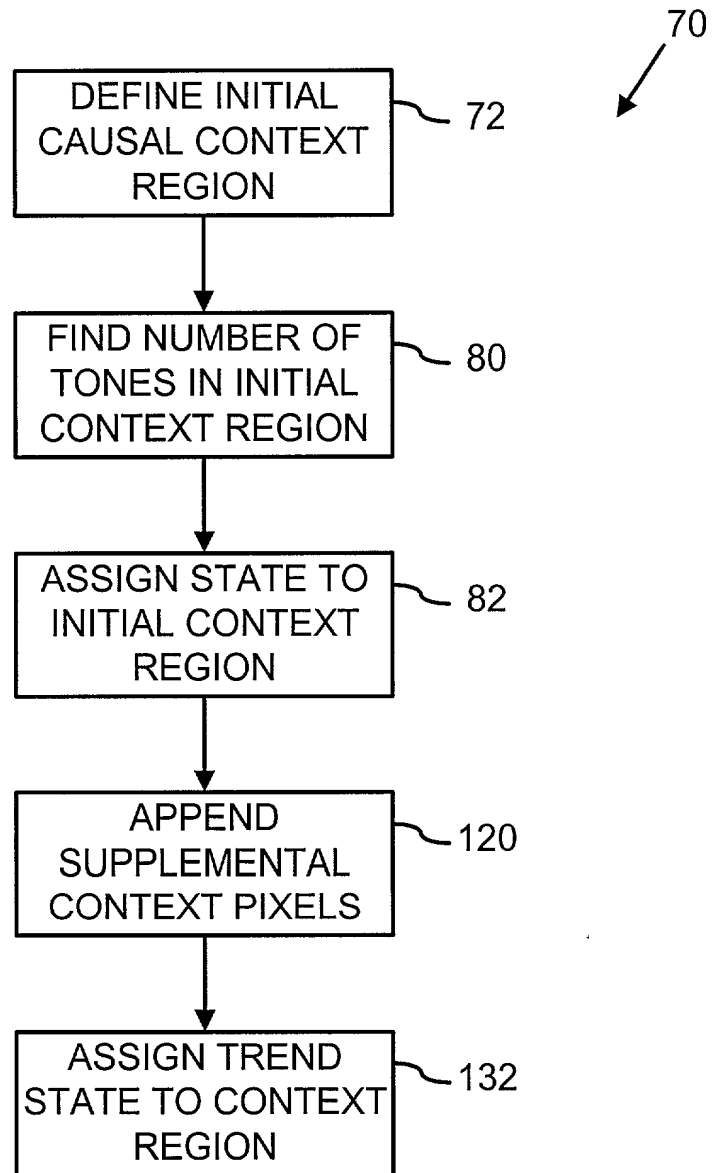 70
DEFINE INITIAL
CAUSAL CONTEXT
REGION
72
FIND NUMBER OF
TONES IN INITIAL
CONTEXT REGION
80
ASSIGN STATE TO
INITIAL CONTEXT
REGION
82
APPEND
SUPPLEMENTAL
CONTEXT PIXELS
120
ASSIGN TREND
STATE TO CONTEXT
REGION
132